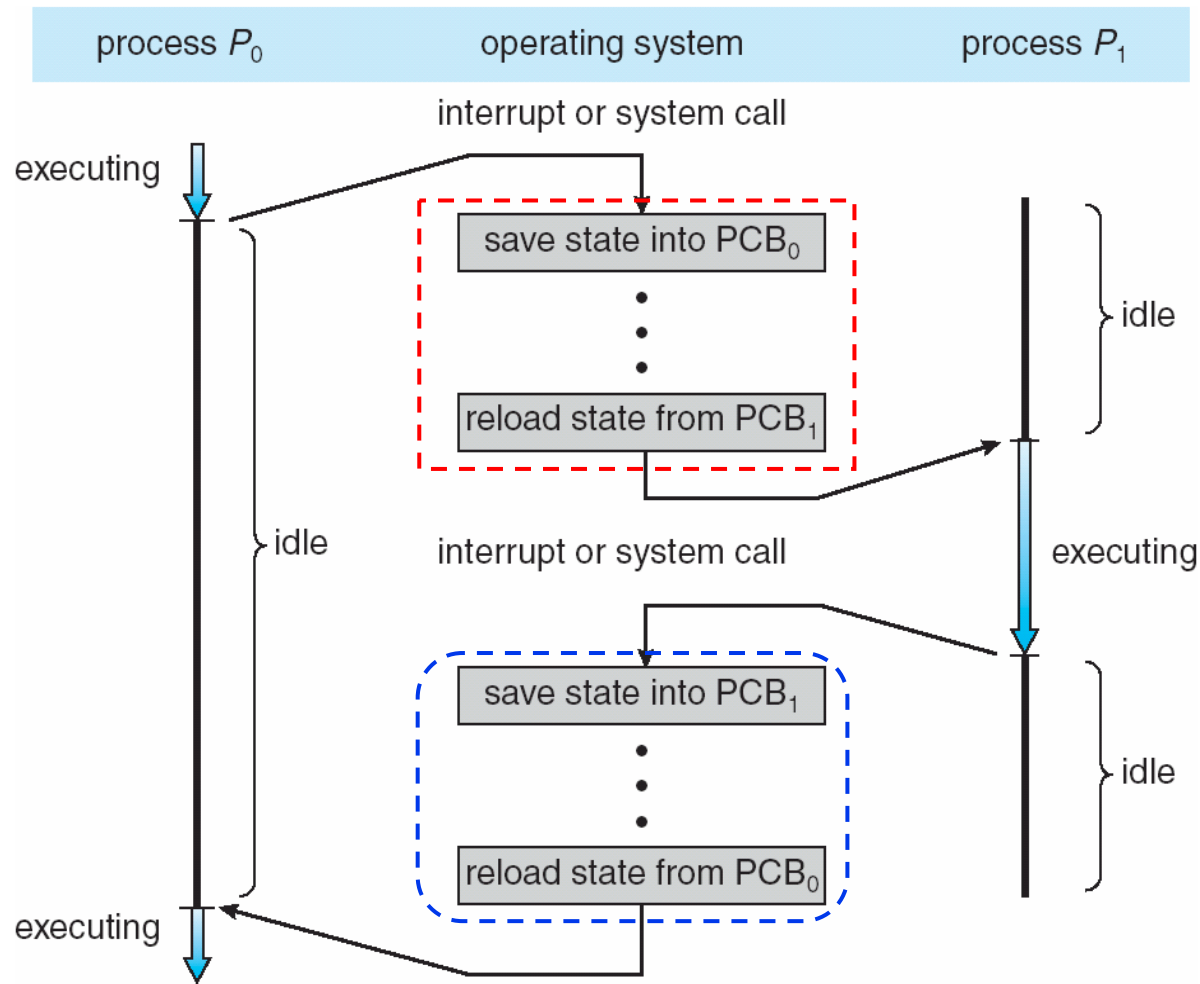 process P₀
operating system
process P₁
interrupt or system call
executing
save state into PCB₀
idle
reload state from PCB₁
idle
interrupt or system call
executing
save state into PCB₁
idle
reload state from PCB₀
executing